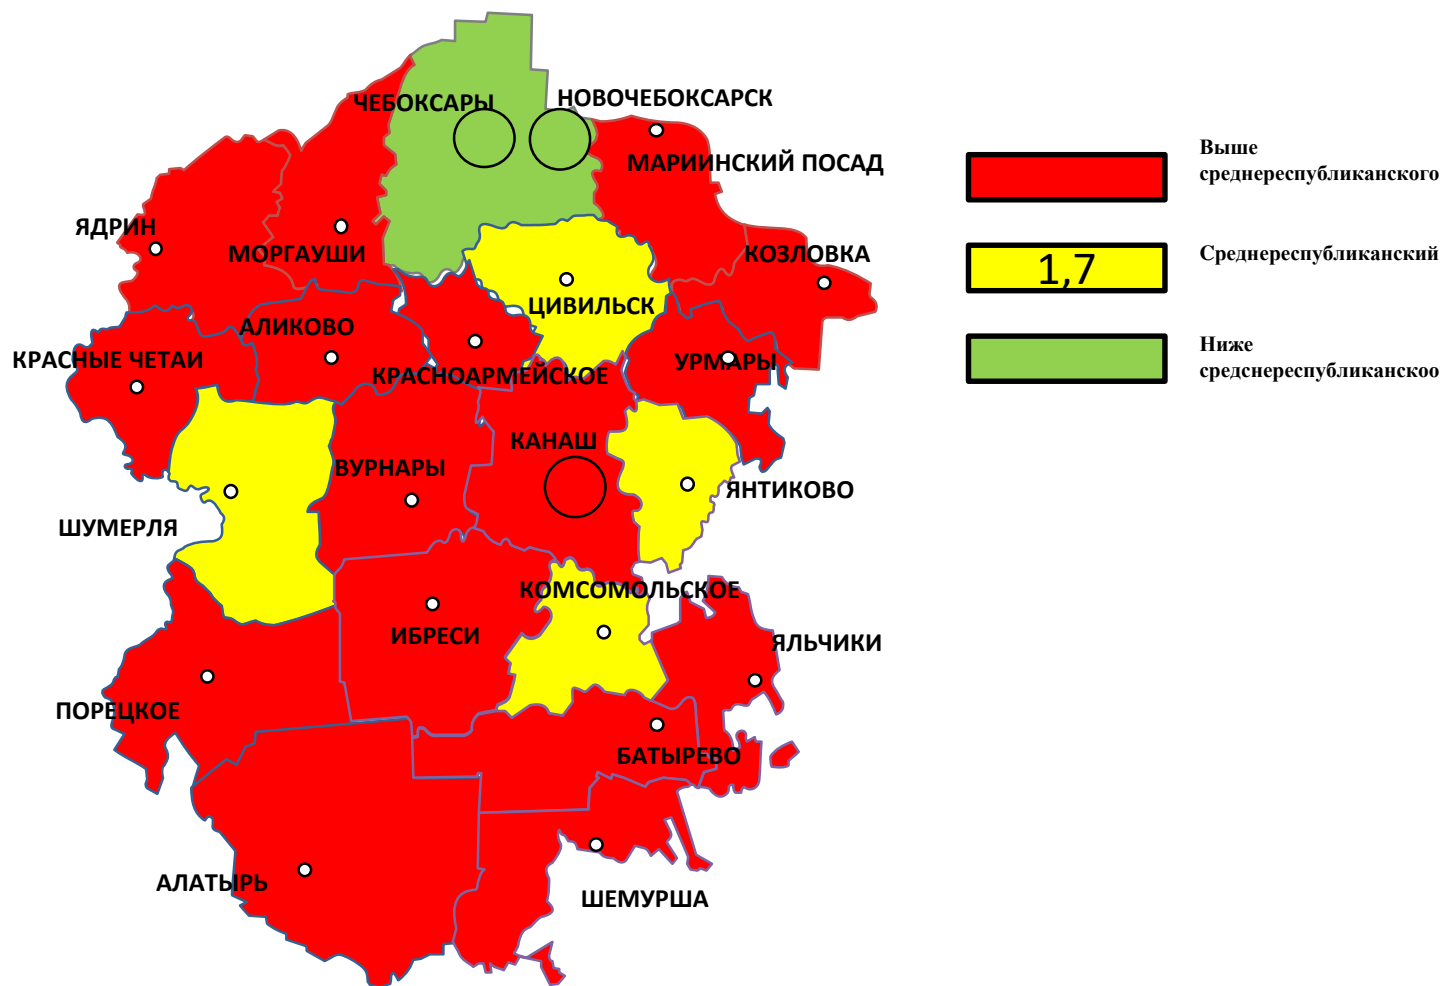 ЧЕБОКСАРЫ
НОВОЧЕБОКСАРСК
МАРИИНСКИЙ ПОСАД
ЯДРИН
МОРГАУШИ
КОЗЛОВКА
ЦИВИЛЬСК
АЛИКОВО
КРАСНЫЕ ЧЕТАИ
КРАСНОАРМЕЙСКОЕ
УРМАРЫ
КАНАШ
ВУРНАРЫ
ЯНТИКОВО
ШУМЕРЛЯ
КОМСОМОЛЬСКОЕ
ИБРЕСИ
ЯЛЬЧИКИ
ПОРЕЦКОЕ
БАТЫРЕВО
АЛАТЫРЬ
ШЕМУРША
Выше
среднереспубликанского
1,7
Среднереспубликанский
Ниже
средснереспубликанскоо